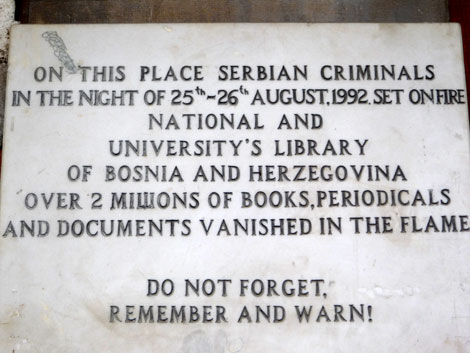 ON THIS PLACE SERBIAN CRIMINALS
IN THE NIGHT OF 25th-26th AUGUST,1992. SET ON FIRE
NATIONAL AND
UNIVERSITY'S LIBRARY
OF BOSNIA AND HERZEGOVINA
OVER 2 MILLIONS OF BOOKS, PERIODICALS
AND DOCUMENTS VANISHED IN THE FLAME
DO NOT FORGET,
REMEMBER AND WARN!